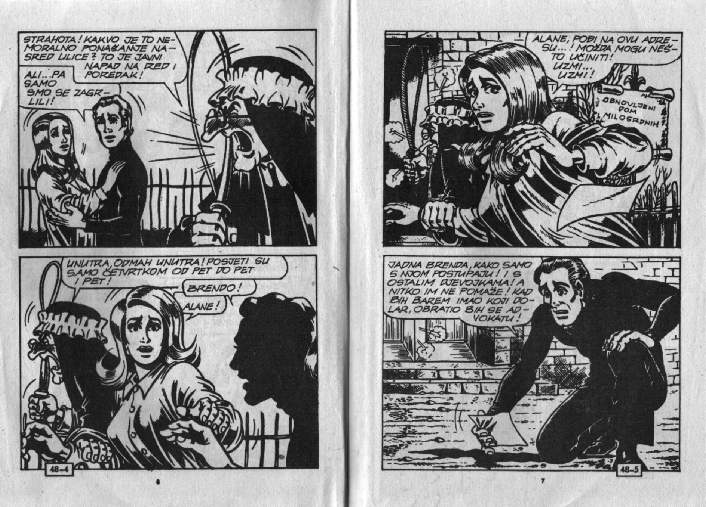 STRAHOTA! KAKVO JE TO NE-
MORALNO PONAŠANJE NA-
SRED ULICE? TO JE JAVNI
NAPAD NA RED I
POREDAK!
ALI...PA
SAMO
SMO SE ZAGR-
LILI!
UNUTRA, ODMAH UNUTRA! POSJETI SU
SAMO ČETVRTKOM OD PET DO PET
I PET!
BRENDO!
ALANE!
48-4
6
ALANE, POĐI NA OVU ADRE-
SU...! MOŽDA MOGU NEŠ-
TO UČINITI!
UZMI...
UZMI!
OBNOVLJENI
DOM
MILOSRDNIH
JADNA BRENDA, KAKO SAMO
S NJOM POSTUPAJU! I S
OSTALIM DJEVOJKAMA! A
NITKO IM NE POMAŽE! KAD
BIH BAREM IMAO KOJI DO-
LAR, OBRATIO BIH SE AD-
VOKATU!
7
48-5